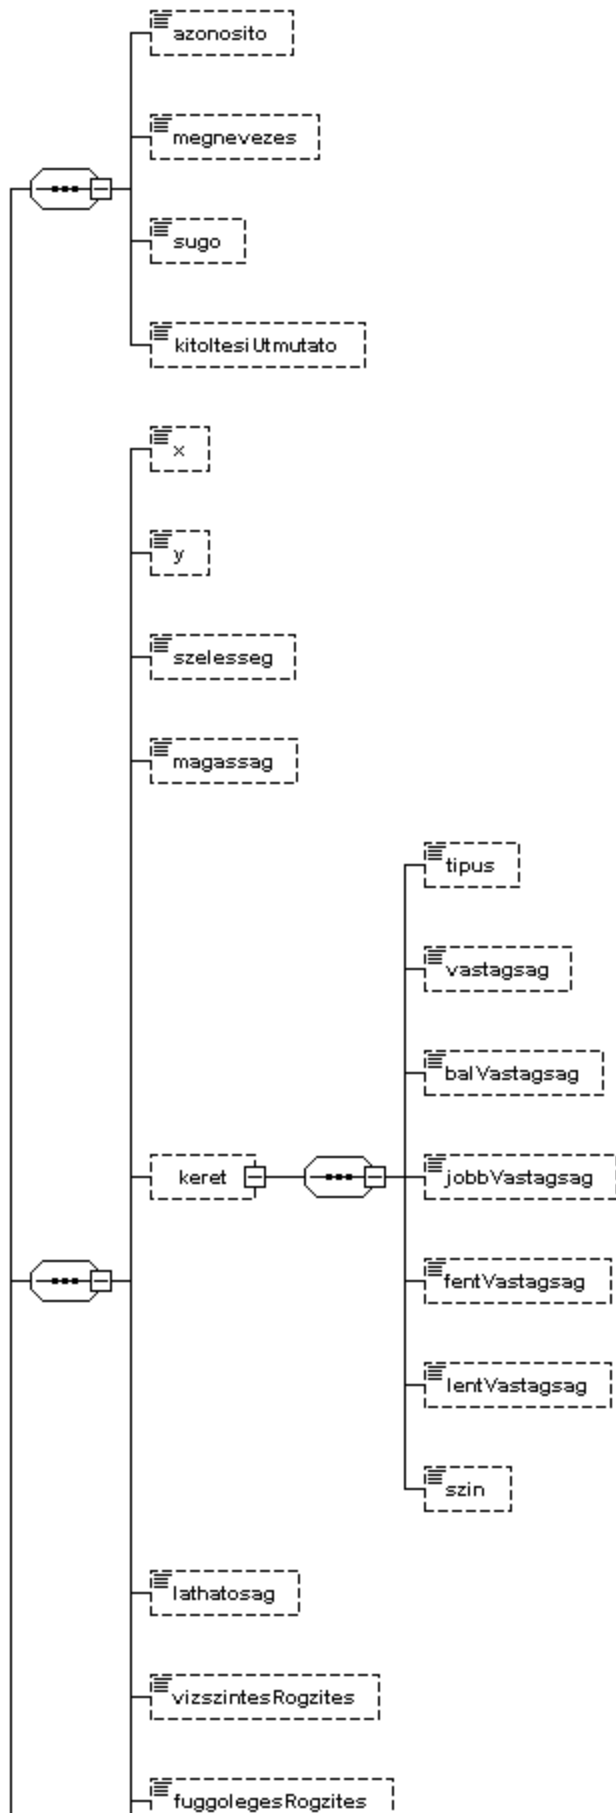 azonosito
megnevezes
sugo
kitoltesiUtmutato
x
y
szelesseg
magassag
tipus
vastagsag
balVastagsag
keret
jobbVastagsag
fentVastagsag
lentVastagsag
szin
lathatosag
vizszintesRogzites
fuggolegesRogzites